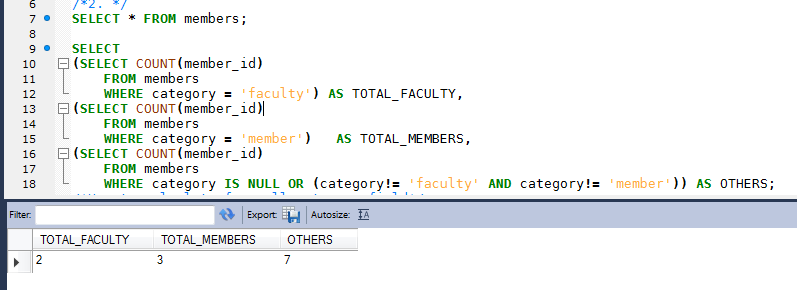 6 /*2. */
7 SELECT * FROM members;
8
9 SELECT
10 (SELECT COUNT(member_id)
11 FROM members
12 WHERE category = 'faculty') AS TOTAL_FACULTY,
13 (SELECT COUNT(member_id)
14 FROM members
15 WHERE category = 'member') AS TOTAL_MEMBERS,
16 (SELECT COUNT(member_id)
17 FROM members
18 WHERE category IS NULL OR (category!= 'faculty' AND category!= 'member')) AS OTHERS;
Filter: Export: Autosize:
TOTAL_FACULTY TOTAL_MEMBERS OTHERS
2 3 7